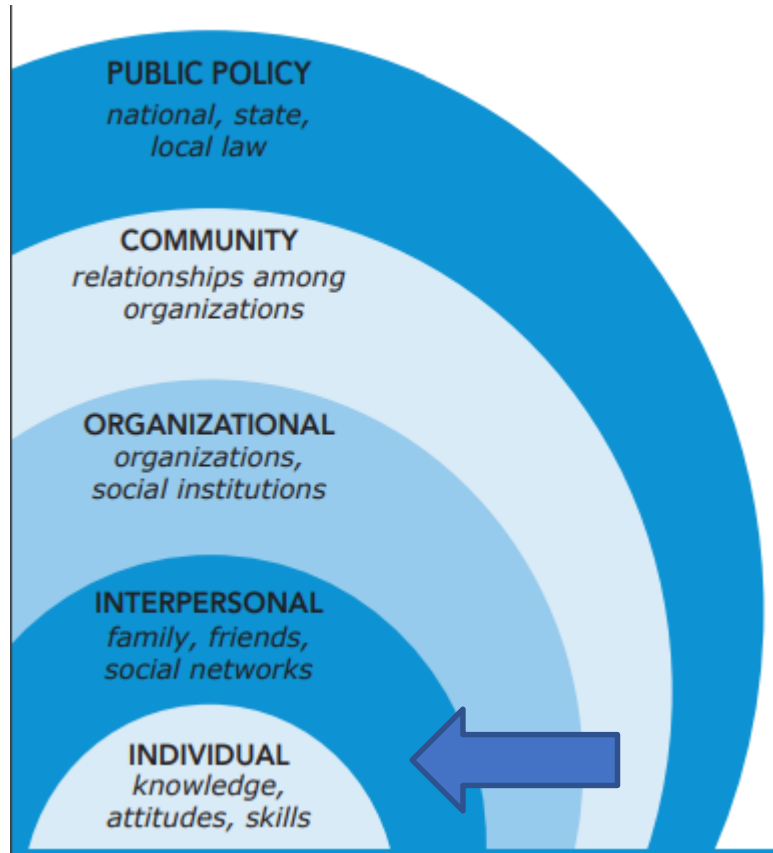 PUBLIC POLICY
national, state,
local law
COMMUNITY
relationships among
organizations
ORGANIZATIONAL
organizations,
social institutions
INTERPERSONAL
family, friends,
social networks
INDIVIDUAL
knowledge,
attitudes, skills